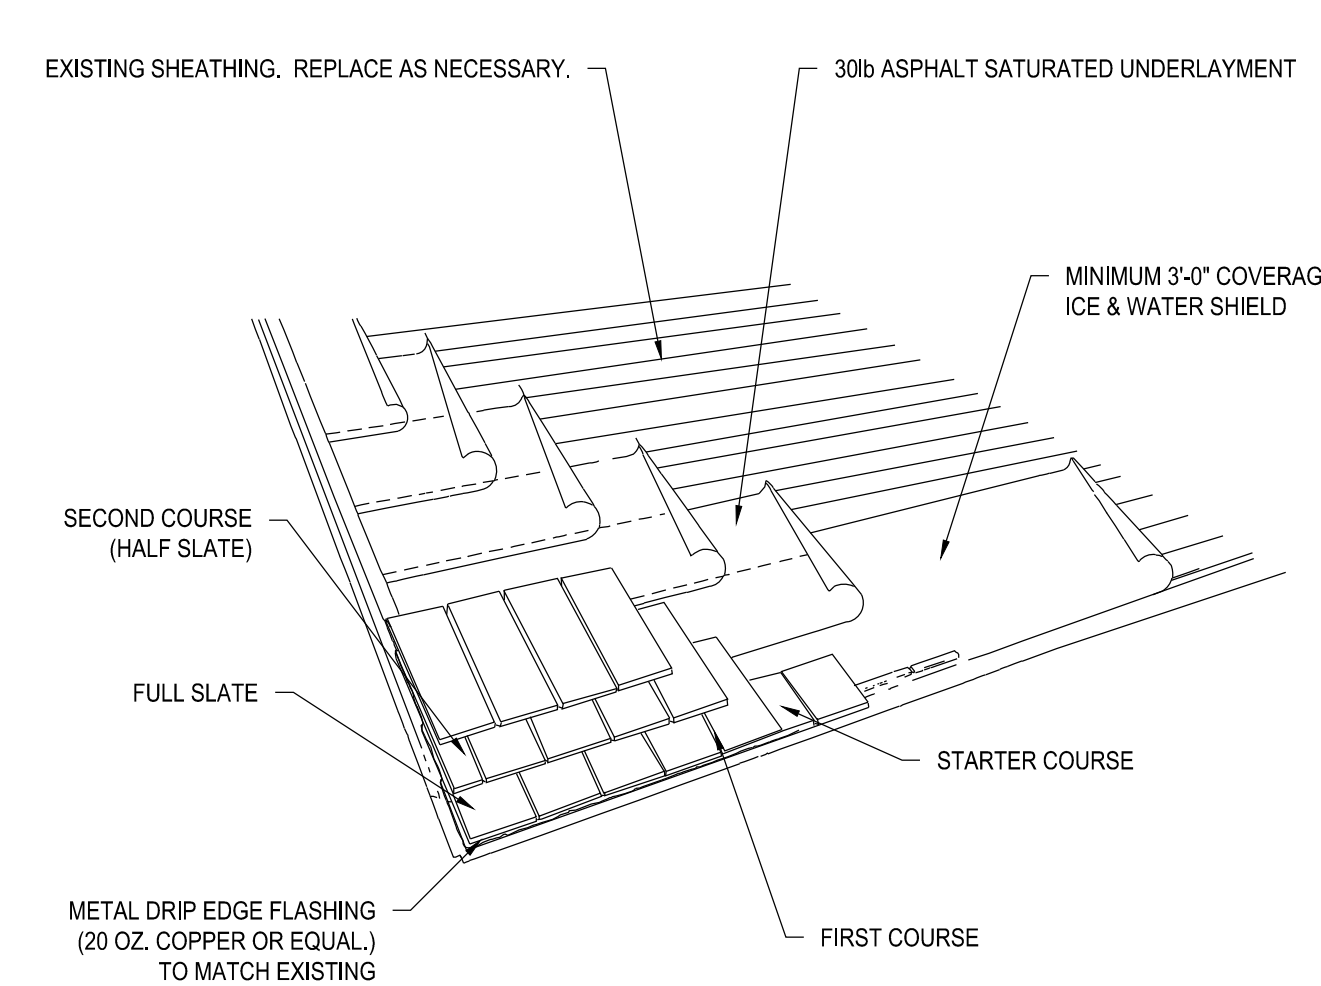 EXISTING SHEATHING. REPLACE AS NECESSARY.
30lb ASPHALT SATURATED UNDERLAYMENT
MINIMUM 3'-0" COVERAG
ICE & WATER SHIELD
SECOND COURSE
(HALF SLATE)
FULL SLATE
STARTER COURSE
METAL DRIP EDGE FLASHING
(20 OZ. COPPER OR EQUAL.)
TO MATCH EXISTING
FIRST COURSE